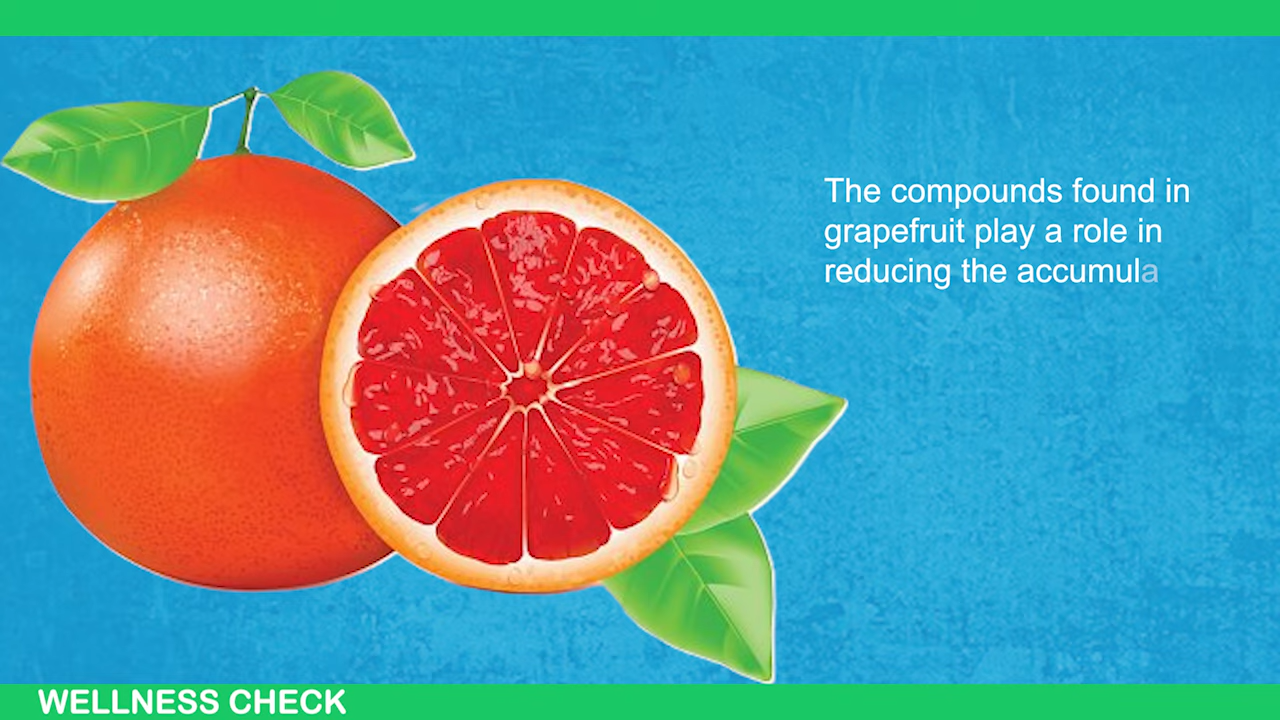 The compounds found in
grapefruit play a role in
reducing the accumula
WELLNESS CHECK